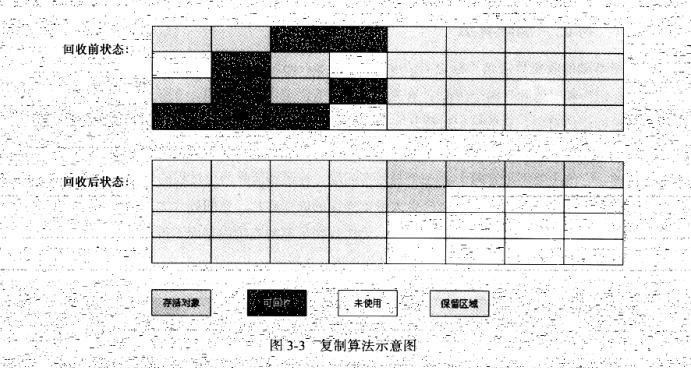 回收前状态：
回收后状态：
存活对象
可回收
未使用
保留区域
图 3-3 复制算法示意图